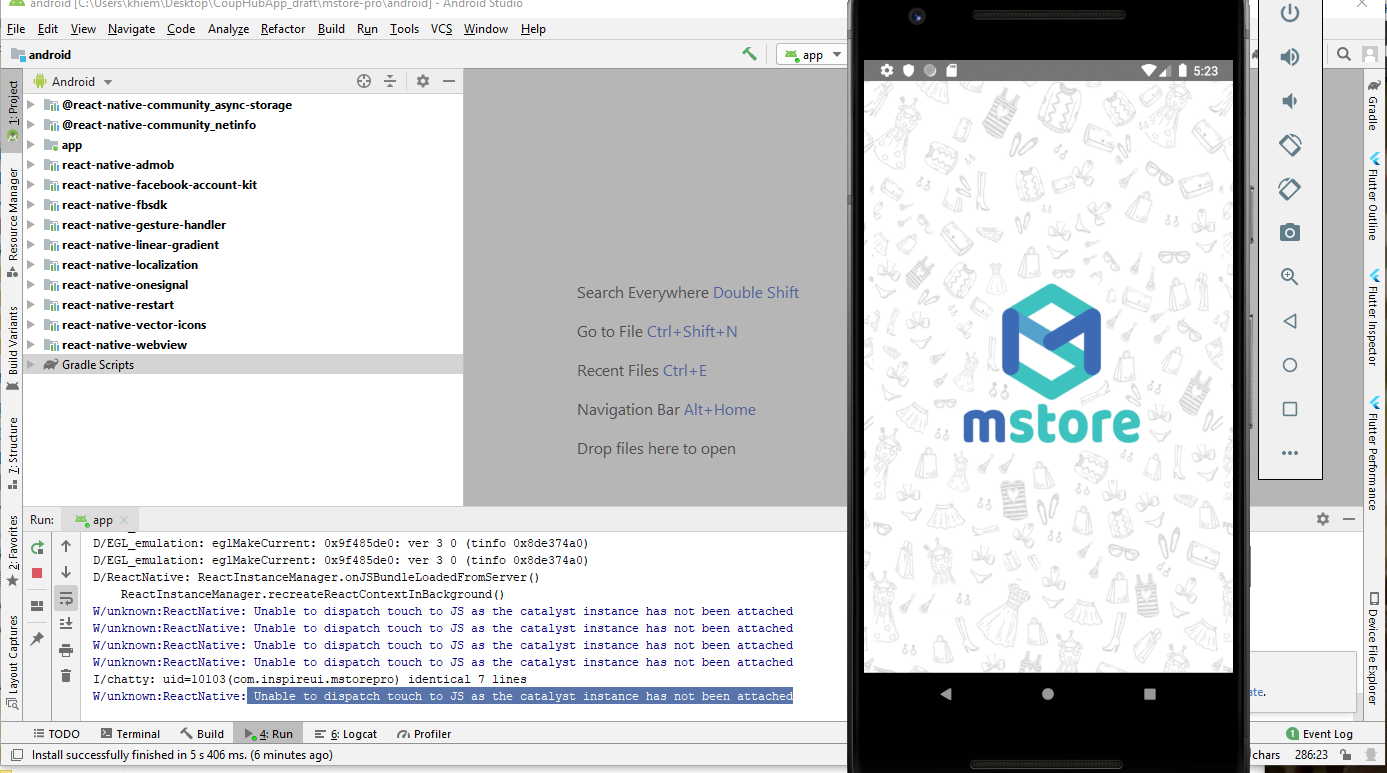 android [C:\Users\khiem\Desktop\CoupHubApp_draft\mstore-pro\android] - Android Studio
File Edit View Navigate Code Analyze Refactor Build Run Tools VCS Window Help
android
app
Android
@react-native-community_async-storage
@react-native-community_netinfo
app
react-native-admob
react-native-facebook-account-kit
react-native-fbsdk
react-native-gesture-handler
react-native-linear-gradient
react-native-localization
react-native-onesignal
react-native-restart
react-native-vector-icons
react-native-webview
Gradle Scripts
1: Project
Resource Manager
Build Variants
7: Structure
2: Favorites
Layout Captures
Search Everywhere Double Shift
Go to File Ctrl+Shift+N
Recent Files Ctrl+E
Navigation Bar Alt+Home
Drop files here to open
5:23
mstore
Gradle
Flutter Outline
Flutter Inspector
Flutter Performance
Device File Explorer
Run: app
D/EGL_emulation: eglMakeCurrent: 0x9f485de0: ver 3 0 (tinfo 0x8de374a0)
D/EGL_emulation: eglMakeCurrent: 0x9f485de0: ver 3 0 (tinfo 0x8de374a0)
D/ReactNative: ReactInstanceManager.onJSBundleLoadedFromServer()
ReactInstanceManager.recreateReactContextInBackground()
W/unknown:ReactNative: Unable to dispatch touch to JS as the catalyst instance has not been attached
W/unknown:ReactNative: Unable to dispatch touch to JS as the catalyst instance has not been attached
W/unknown:ReactNative: Unable to dispatch touch to JS as the catalyst instance has not been attached
W/unknown:ReactNative: Unable to dispatch touch to JS as the catalyst instance has not been attached
I/chatty: uid=10103(com.inspireui.mstorepro) identical 7 lines
W/unknown:ReactNative: Unable to dispatch touch to JS as the catalyst instance has not been attached
TODO Terminal Build 4: Run 6: Logcat Profiler
1 Event Log
Install successfully finished in 5 s 406 ms. (6 minutes ago)
chars 286:23